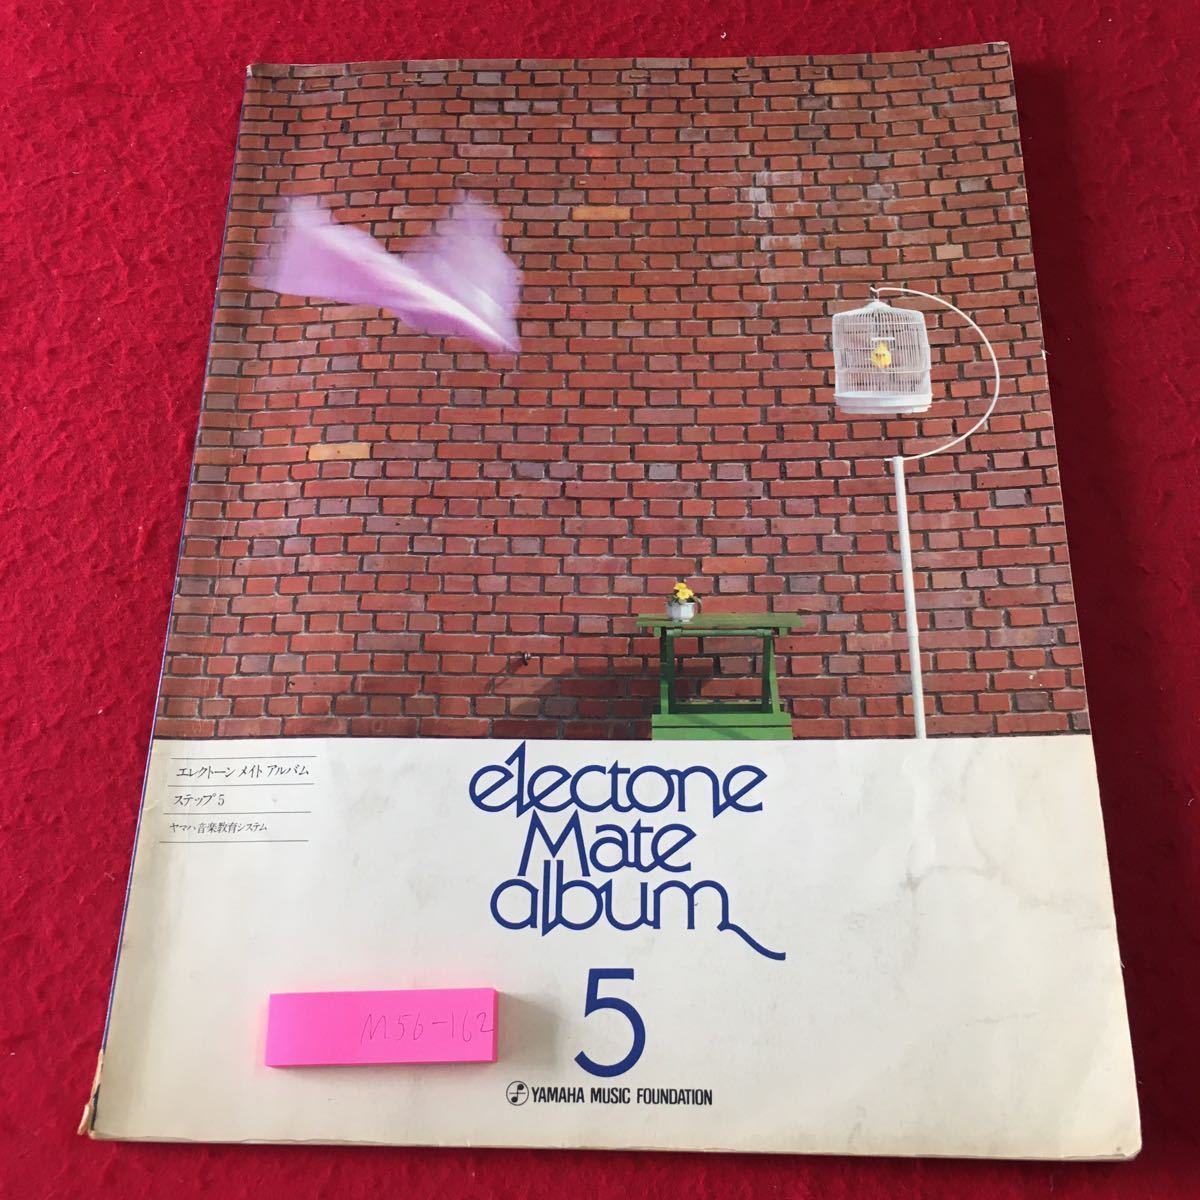 エレクトーン メイト アルバム
ステップ 5
ヤマハ音楽教育システム
electone
Mate
album
5
M56-162
YAMAHA MUSIC FOUNDATION